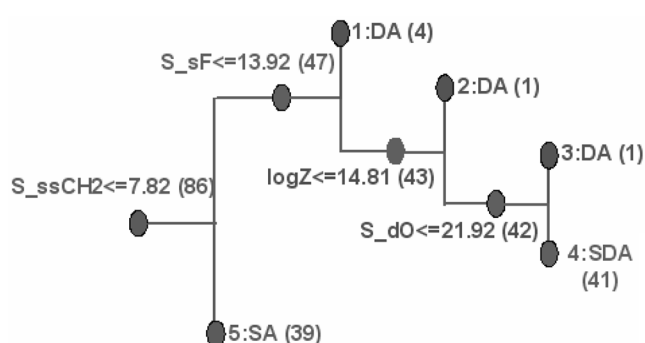 1:DA (4)
S_sF<=13.92 (47)
2:DA (1)
3:DA (1)
logZ<=14.81 (43)
S_ssCH2<=7.82 (86)
S_dO<=21.92 (42)
4:SDA
(41)
5:SA (39)